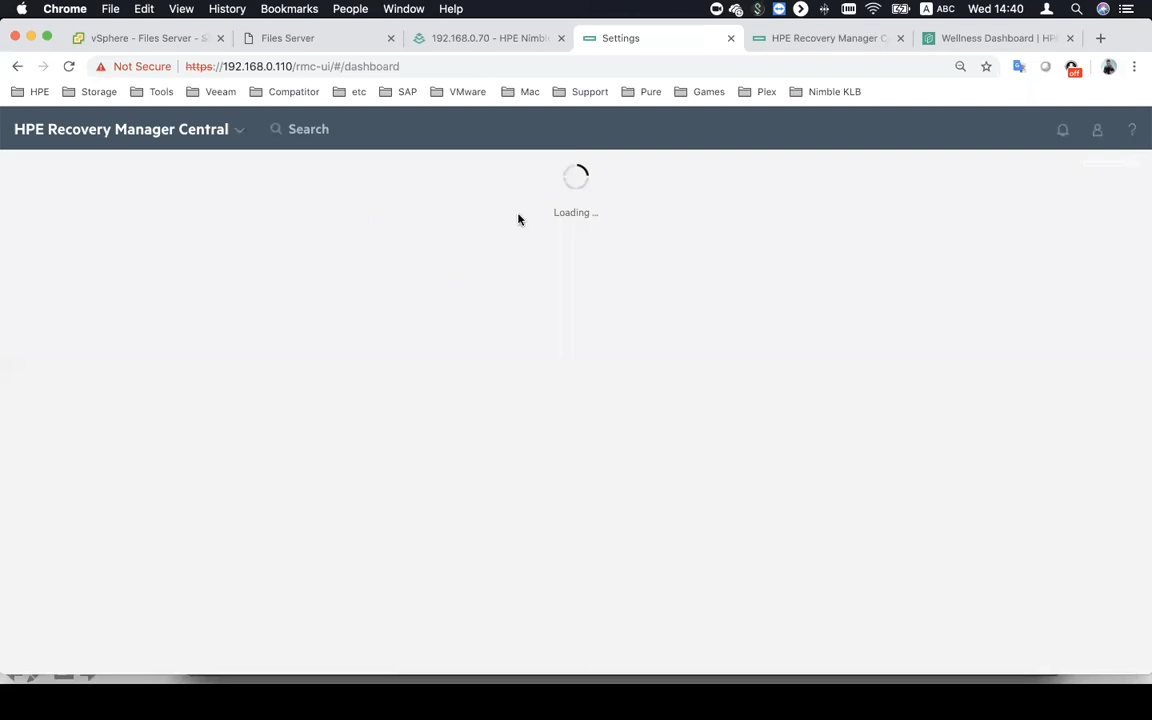 Chrome File Edit View History Bookmarks People Window Help ABC Wed 14:40
vSphere - Files Server - Files Server 192.168.0.70 - HPE Nimbl Settings HPE Recovery Manager C Wellness Dashboard | HP
Not Secure https://192.168.0.110/rmc-ui/#/dashboard off
HPE Storage Tools Veeam Compatitor etc SAP VMware Mac Support Pure Games Plex Nimble KLB
HPE Recovery Manager Central Search ?
Loading ...